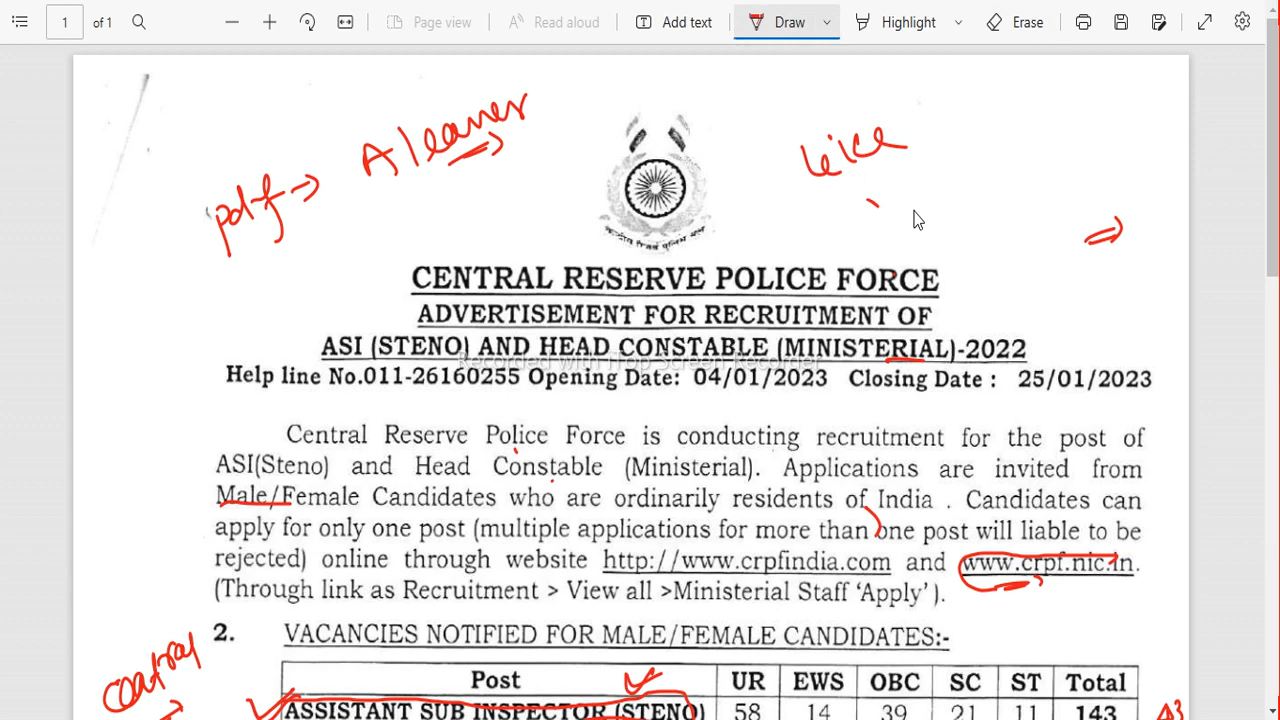 1 of 1 Page view Read aloud Add text Draw Highlight Erase
pdf → A
CENTRAL RESERVE POLICE FORCE
ADVERTISEMENT FOR RECRUITMENT OF
ASI (STENO) AND HEAD CONSTABLE (MINISTERIAL)-2022
Recorded with iTop Screen Recorder
Help line No.011-26160255 Opening Date: 04/01/2023 Closing Date : 25/01/2023
Central Reserve Police Force is conducting recruitment for the post of
ASI(Steno) and Head Constable (Ministerial). Applications are invited from
Male/Female Candidates who are ordinarily residents of India . Candidates can
apply for only one post (multiple applications for more than one post will liable to be
rejected) online through website http://www.crpfindia.com and www.crpf.nic.in.
(Through link as Recruitment > View all >Ministerial Staff ‘Apply’ ).
2. VACANCIES NOTIFIED FOR MALE/FEMALE CANDIDATES:-
Post UR EWS OBC SC ST Total
ASSISTANT SUB INSPECTOR (STENO) 58 14 39 21 11 143